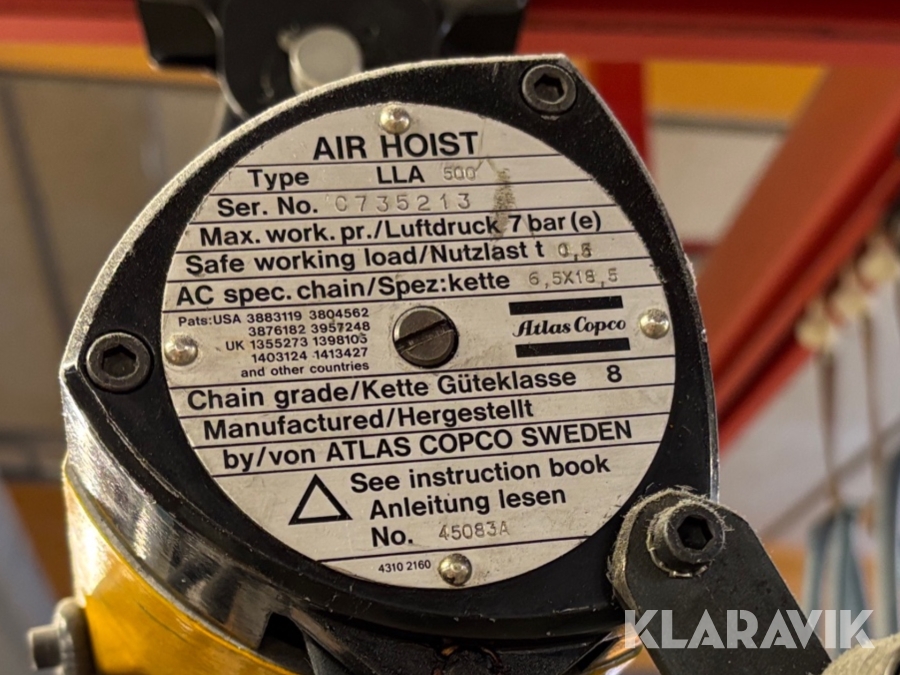 AIR HOIST
Type LLA 500
Ser. No. C735213
Max. work. pr./Luftdruck 7 bar(e)
Safe working load/Nutzlast t 0,5
AC spec. chain/Spez:kette 6,5X18,5
Pats: USA 3883119 3804562
3876182 3957248
UK 1355273 1398103
1403124 1413427
and other countries
Atlas Copco
Chain grade/Kette Güteklasse 8
Manufactured/Hergestellt
by/von ATLAS COPCO SWEDEN
See instruction book
Anleitung lesen
No. 45083A
4310 2160
KLARAVIK